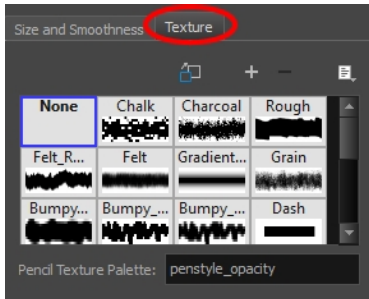 Size and Smoothness Texture
None Chalk Charcoal Rough
Felt_R... Felt Gradient... Grain
Bumpy... Bumpy_... Bumpy_... Dash
Pencil Texture Palette: penstyle_opacity